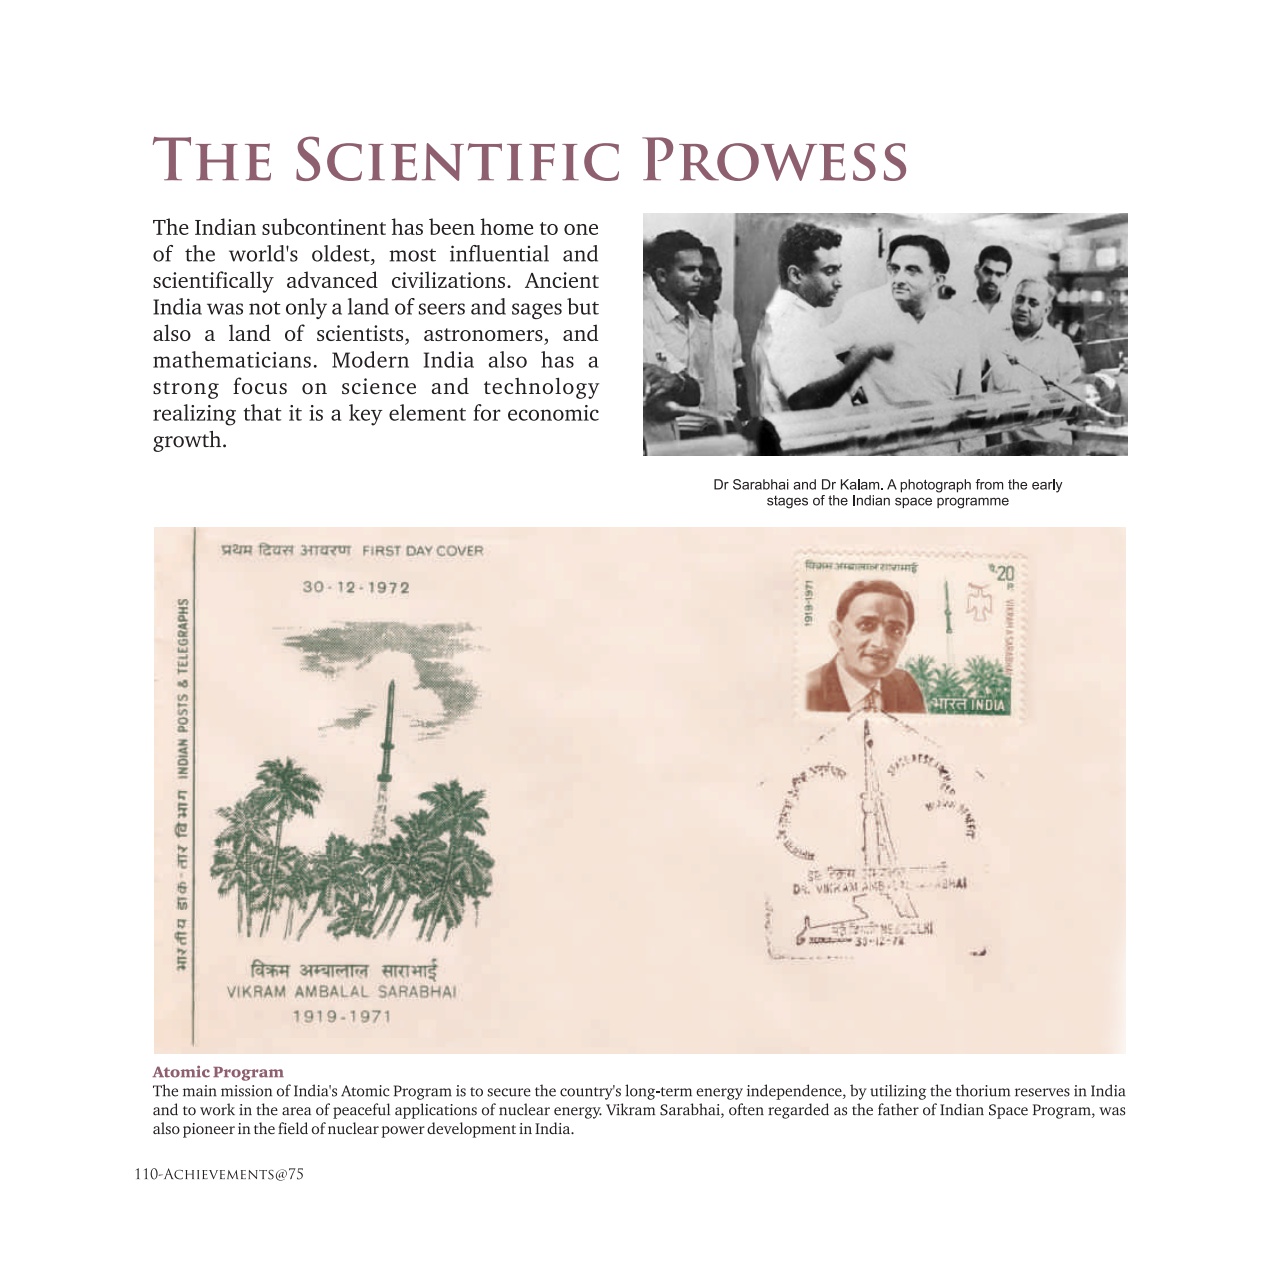 THE SCIENTIFIC PROWESS
The Indian subcontinent has been home to one
of the world's oldest, most influential and
scientifically advanced civilizations. Ancient
India was not only a land of seers and sages but
also a land of scientists, astronomers, and
mathematicians. Modern India also has a
strong focus on science and technology
realizing that it is a key element for economic
growth.
Dr Sarabhai and Dr Kalam. A photograph from the early
stages of the Indian space programme
भारतीय डाक-तार विभाग INDIAN POSTS & TELEGRAPHS
प्रथम दिवस आवरण FIRST DAY COVER
30-12-1972
विक्रम अम्बालाल साराभाई
VIKRAM AMBALAL SARABHAI
1919-1971
विक्रम अम्बालाल साराभाई
1919-1971
20
VIKRAM A SARABHAI
भारत INDIA
DR. VIKRAM AMBALAL SARABHAI
नई दिल्ली NEW DELHI
30-12-72
Atomic Program
The main mission of India's Atomic Program is to secure the country's long-term energy independence, by utilizing the thorium reserves in India
and to work in the area of peaceful applications of nuclear energy. Vikram Sarabhai, often regarded as the father of Indian Space Program, was
also pioneer in the field of nuclear power development in India.
110-ACHIEVEMENTS@75